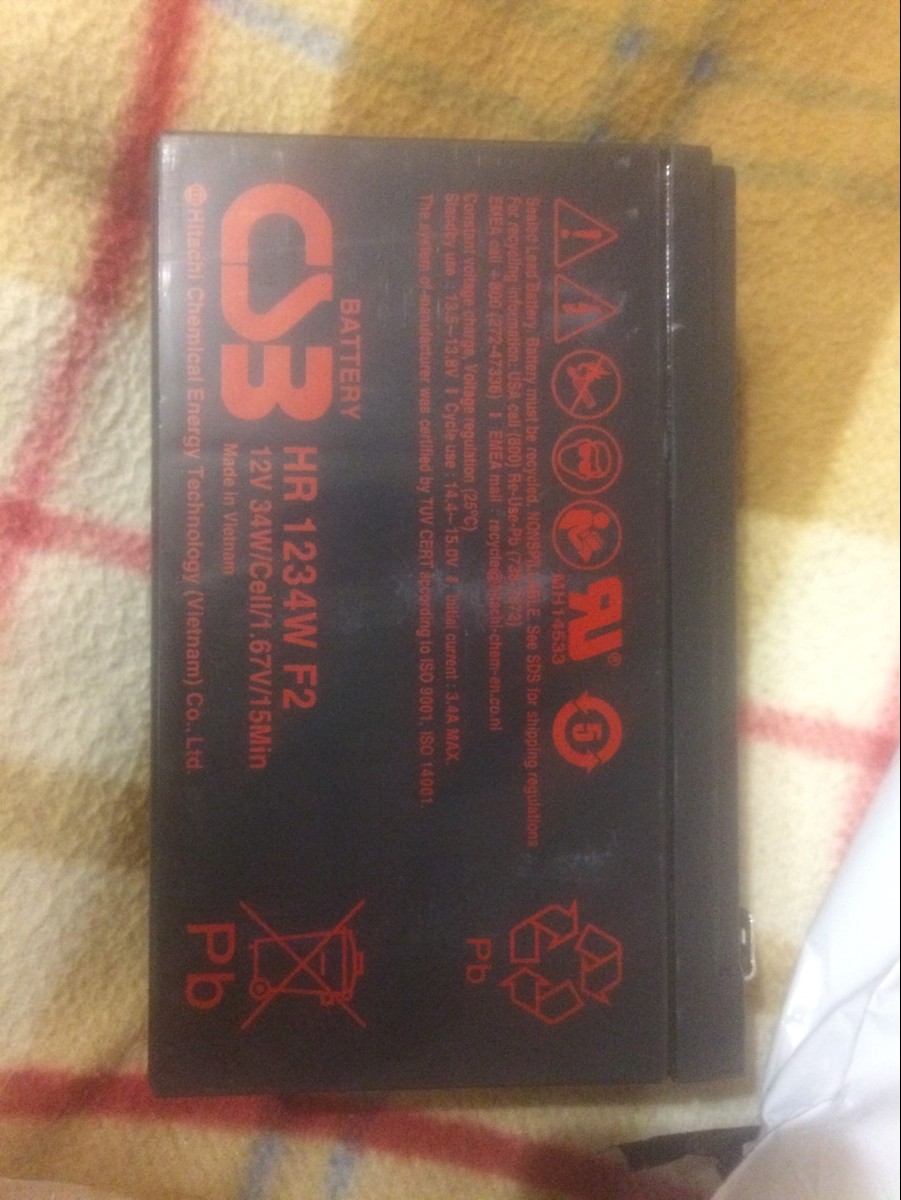 MH14533
5
Sealed Lead Battery. Battery must be recycled. NONSPILLABLE. See SDS for shipping regulations
For recycling information, USA call (800) Re-Use-Pb
EMEA call : +800 (272-47336) I EMEA mail : recycle@hitachi-chem-en.co.nl
Constant voltage charge, Voltage regulation (25°C)
Standby use : 13.5~13.8V I Cycle use : 14.4~15.0V I Initial current : 3.4A MAX.
The system of manufacturer was certified by TUV CERT according to ISO 9001, ISO 14001.
Pb
CSB
BATTERY
HR 1234W F2
12V 34W/Cell/1.67V/15Min
Made in Vietnam
Hitachi Chemical Energy Technology (Vietnam) Co., Ltd.
Pb